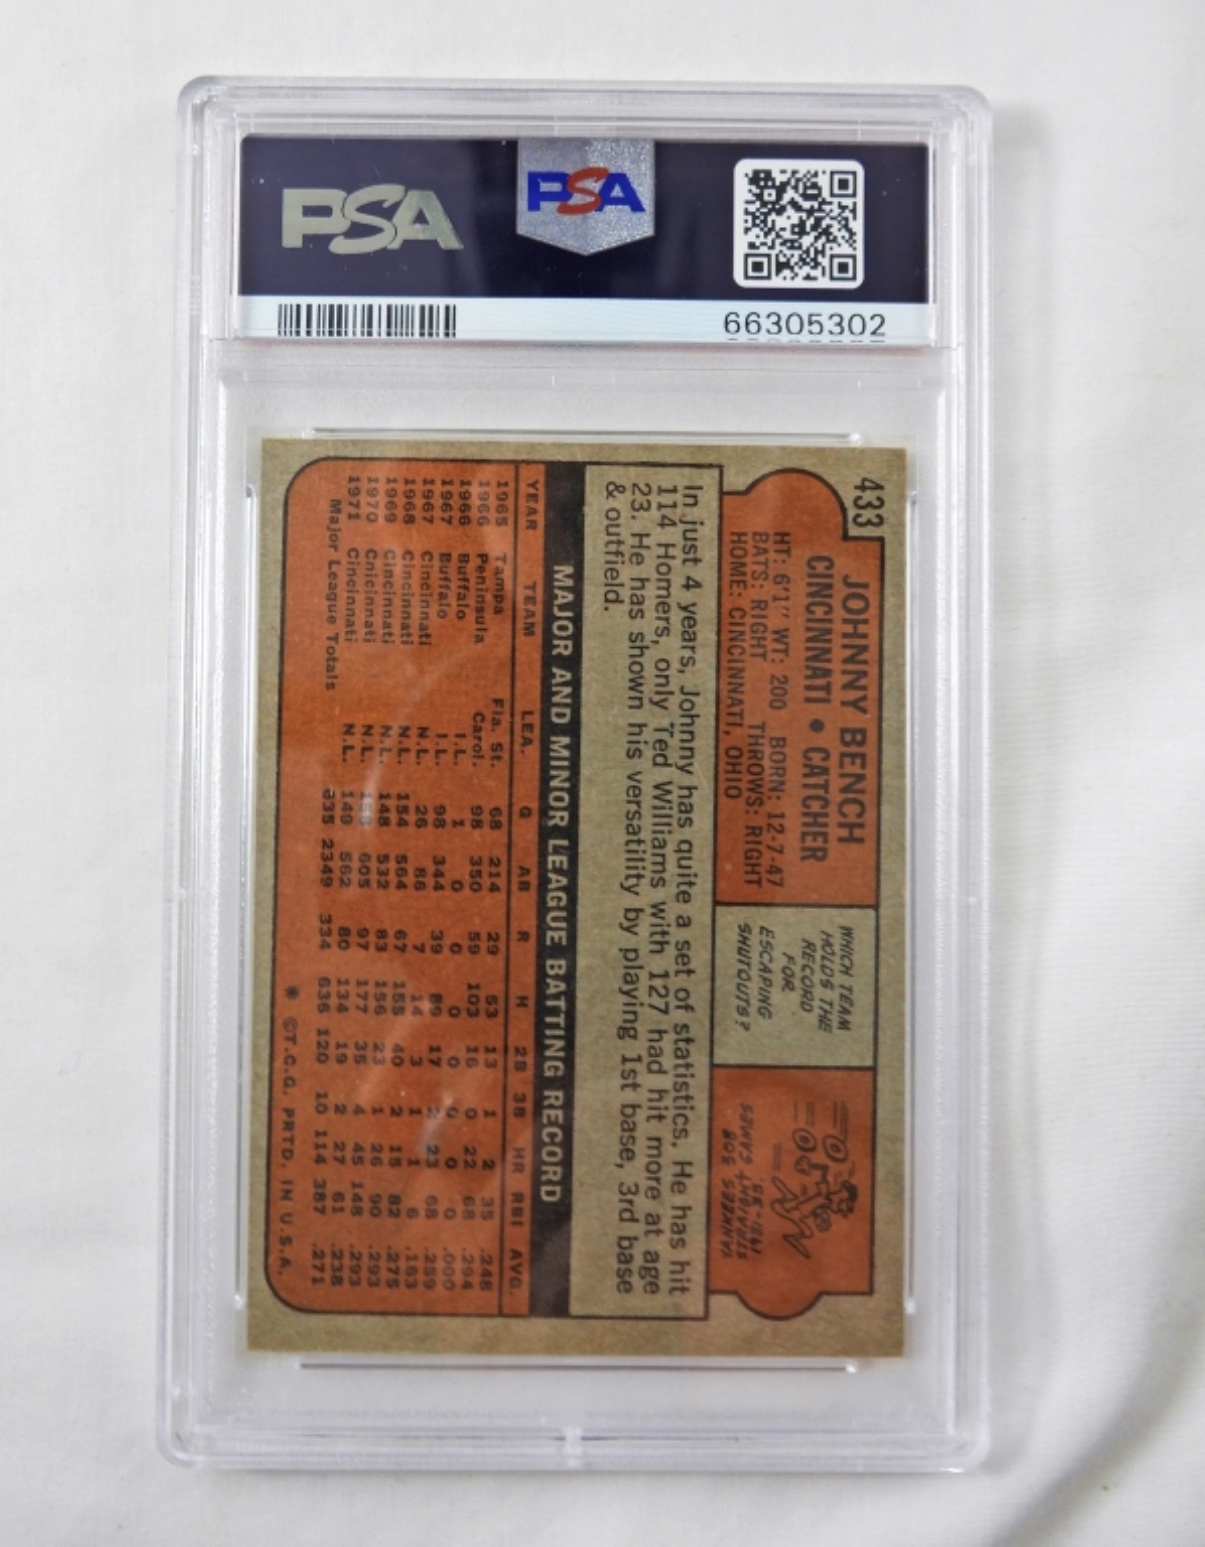 PSA
PSA
66305302
433
JOHNNY BENCH
CINCINNATI • CATCHER
HT: 6'1" WT: 200 BORN: 12-7-47
BATS: RIGHT THROWS: RIGHT
HOME: CINCINNATI, OHIO
WHICH TEAM
HOLDS THE
RECORD
FOR
ESCAPING
SHUTOUTS?
YANKEES 308
STRAIGHT GAMES
1931-33.
In just 4 years, Johnny has quite a set of statistics. He has hit
114 Homers, only Ted Williams with 127 had hit more at age
23. He has shown his versatility by playing 1st base, 3rd base
& outfield.
MAJOR AND MINOR LEAGUE BATTING RECORD
YEAR TEAM LEA. G AB R H 2B 3B HR RBI AVG.
1965 Tampa Fla. St. 68 214 29 53 13 1 2 35 .248
1966 Peninsula Carol. 98 350 59 103 16 0 22 68 .294
1966 Buffalo I.L. 1 0 0 0 0 0 0 0 .000
1967 Buffalo I.L. 98 344 39 89 17 2 23 68 .259
1967 Cincinnati N.L. 26 86 7 14 3 1 1 6 .163
1968 Cincinnati N.L. 154 564 67 155 40 2 15 82 .275
1969 Cincinnati N.L. 148 532 83 156 23 1 26 90 .293
1970 Cnicinnati N.L. 605 97 177 35 4 45 148 .293
1971 Cincinnati N.L. 149 562 80 134 19 2 27 61 .238
Major League Totals 635 2349 334 636 120 10 114 387 .271
* ©T.C.G. PRTD. IN U.S.A.